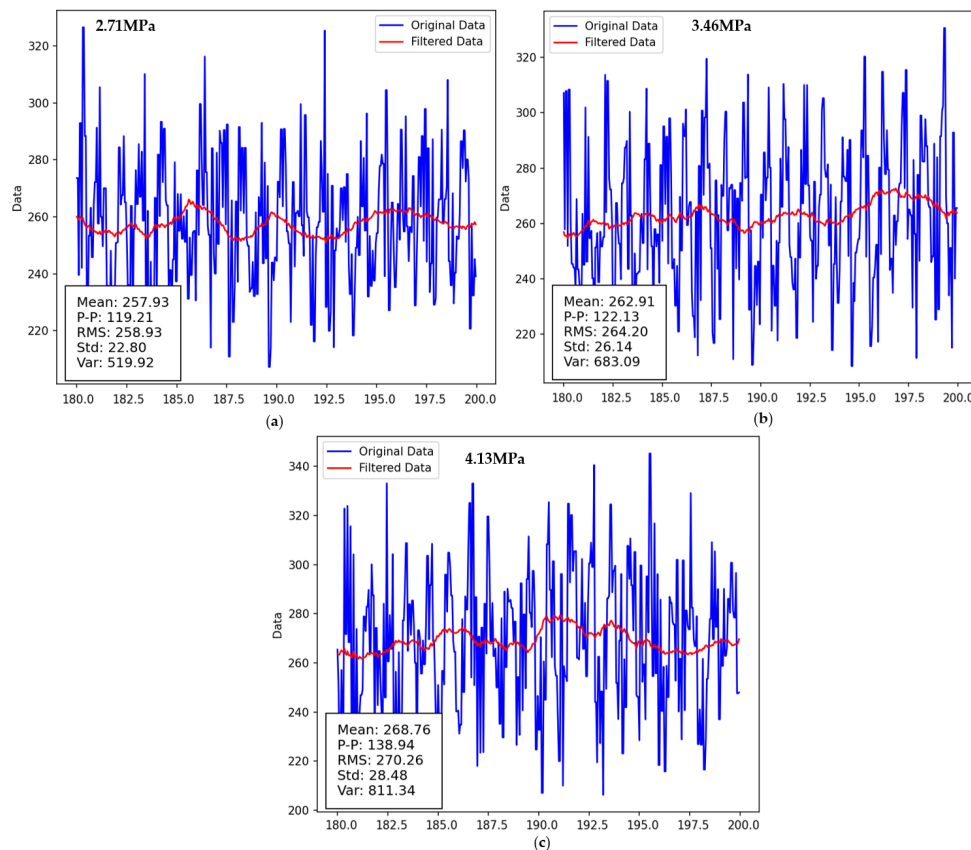 2.71MPa
Original Data
Filtered Data
Data
320
300
280
260
240
220
Mean: 257.93
P-P: 119.21
RMS: 258.93
Std: 22.80
Var: 519.92
180.0 182.5 185.0 187.5 190.0 192.5 195.0 197.5 200.0
(a)
3.46MPa
Original Data
Filtered Data
Data
320
300
280
260
240
220
Mean: 262.91
P-P: 122.13
RMS: 264.20
Std: 26.14
Var: 683.09
180.0 182.5 185.0 187.5 190.0 192.5 195.0 197.5 200.0
(b)
4.13MPa
Original Data
Filtered Data
Data
340
320
300
280
260
240
220
200
Mean: 268.76
P-P: 138.94
RMS: 270.26
Std: 28.48
Var: 811.34
180.0 182.5 185.0 187.5 190.0 192.5 195.0 197.5 200.0
(c)